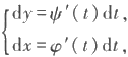 dy=ψ′(t)dt,
dx=φ′(t)dt,